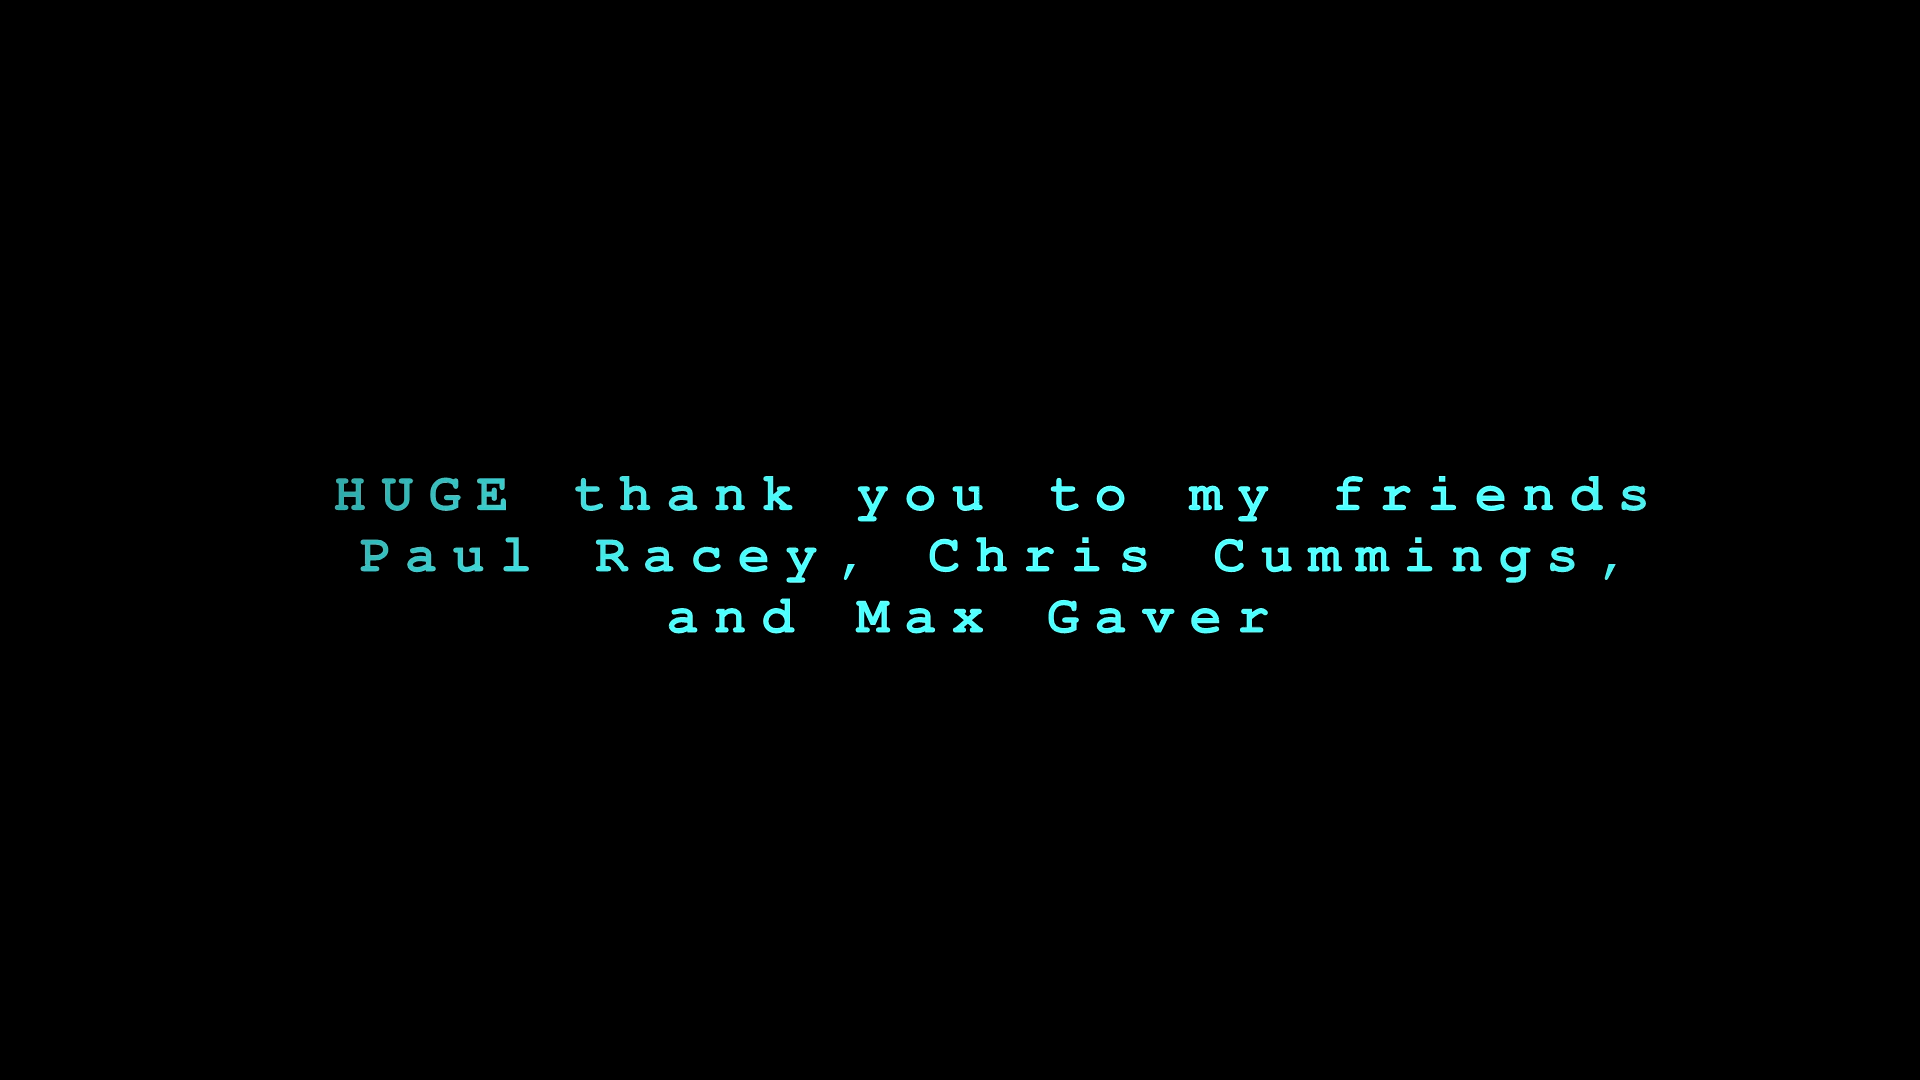 HUGE thank you to my friends
Paul Racey, Chris Cummings,
and Max Gaver